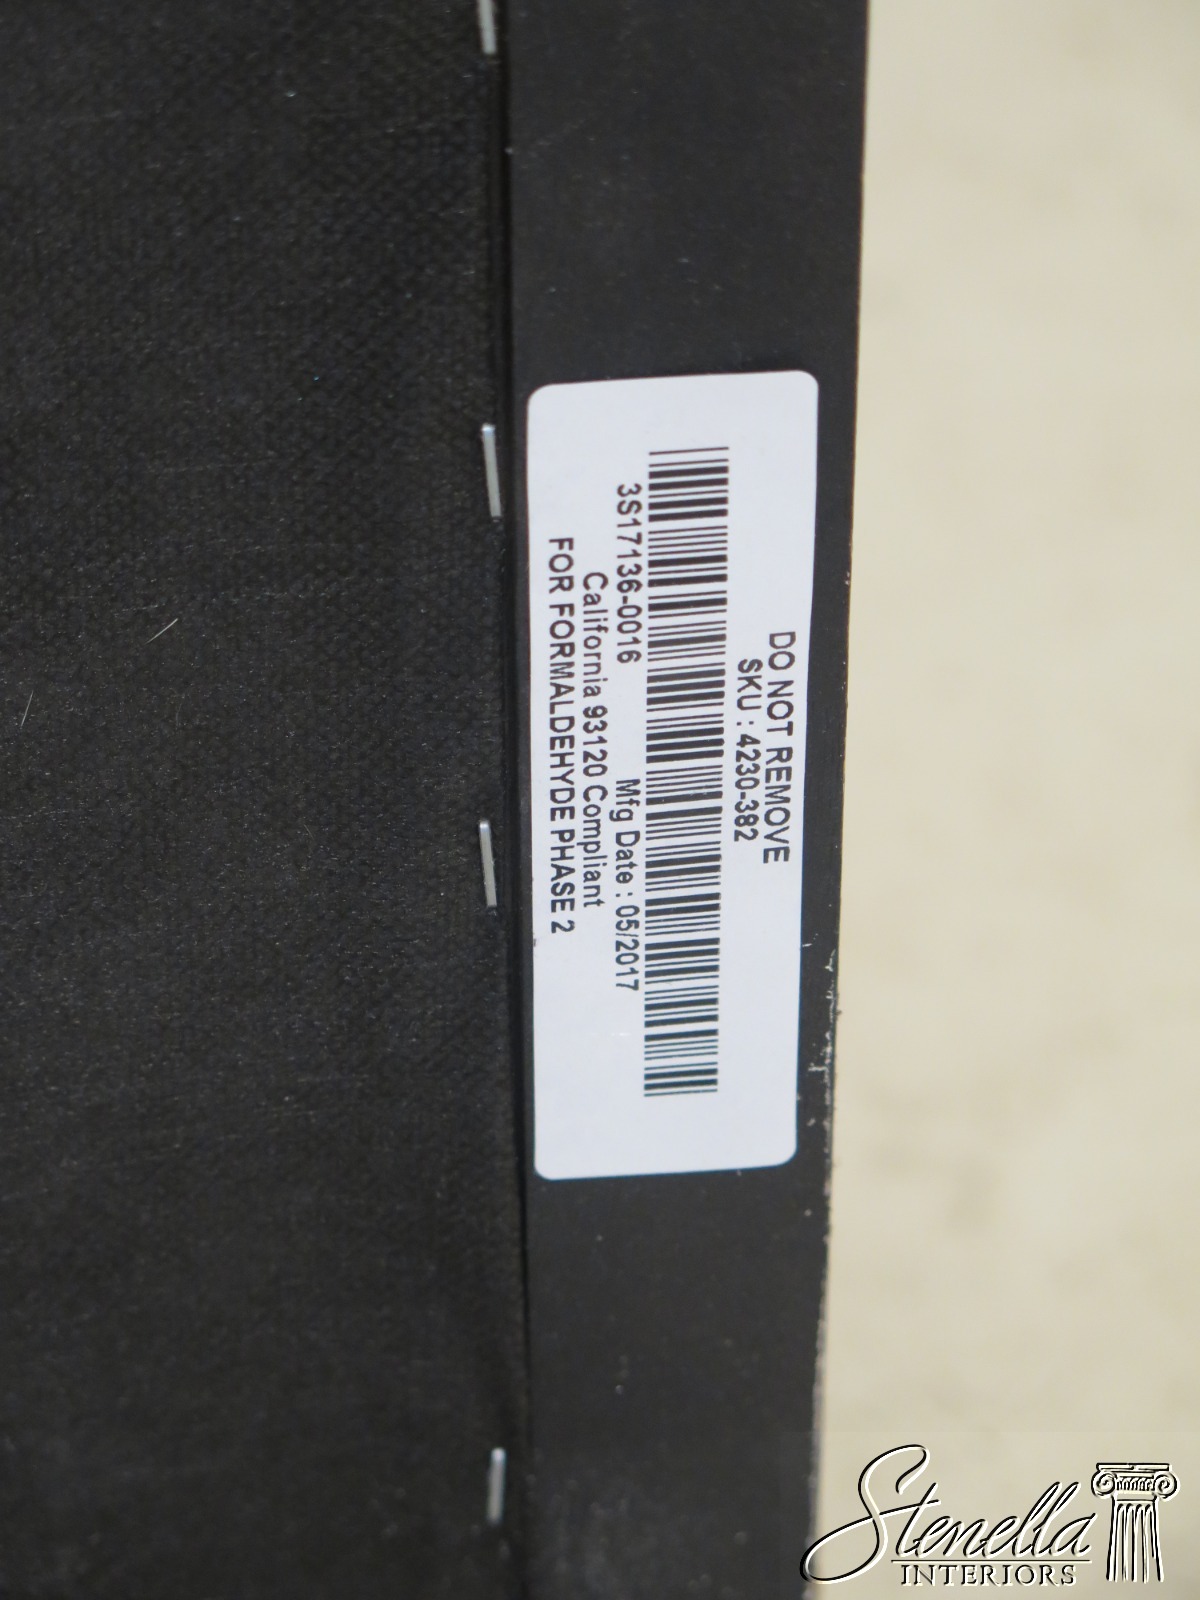 DO NOT REMOVE
SKU : 4230-382
3S17136-0016 Mfg Date : 05/2017
California 93120 Compliant
FOR FORMALDEHYDE PHASE 2
Stenella
INTERIORS